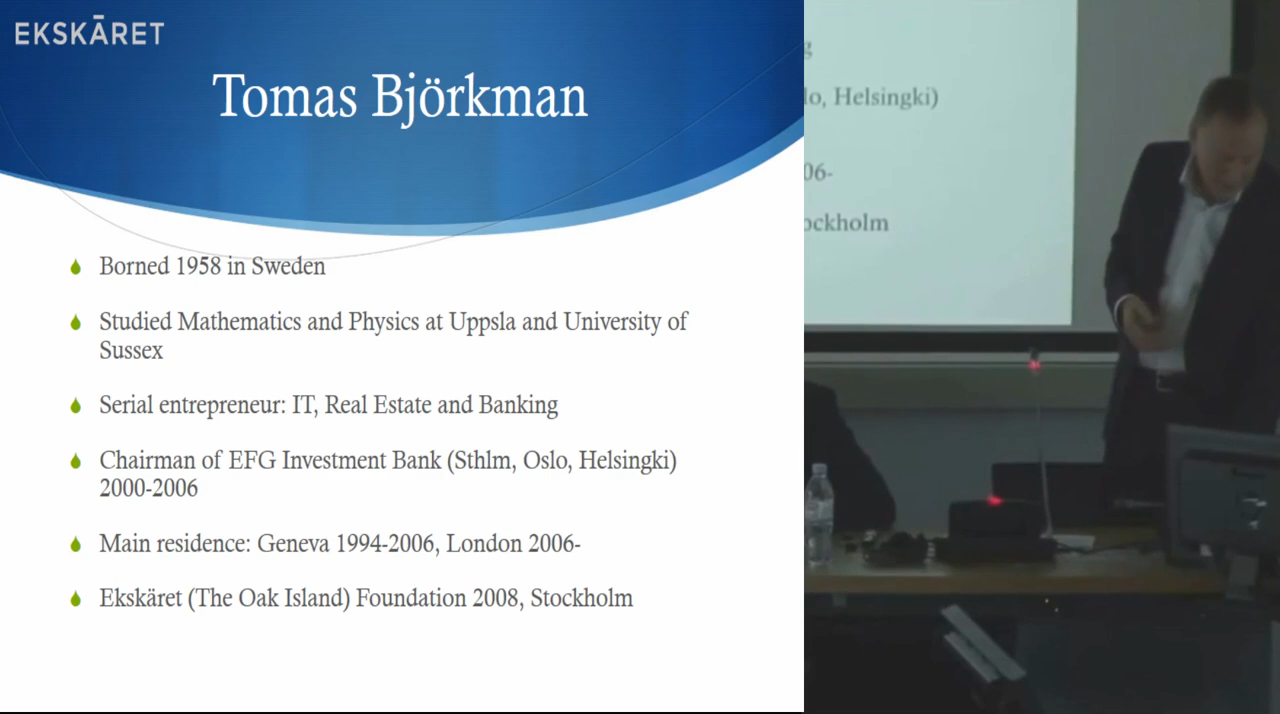 EKSKĀRET
Tomas Björkman
Borned 1958 in Sweden
Studied Mathematics and Physics at Uppsla and University of
Sussex
Serial entrepreneur: IT, Real Estate and Banking
Chairman of EFG Investment Bank (Sthlm, Oslo, Helsingki)
2000-2006
Main residence: Geneva 1994-2006, London 2006-
Ekskäret (The Oak Island) Foundation 2008, Stockholm
g
lo, Helsingki)
06-
ockholm